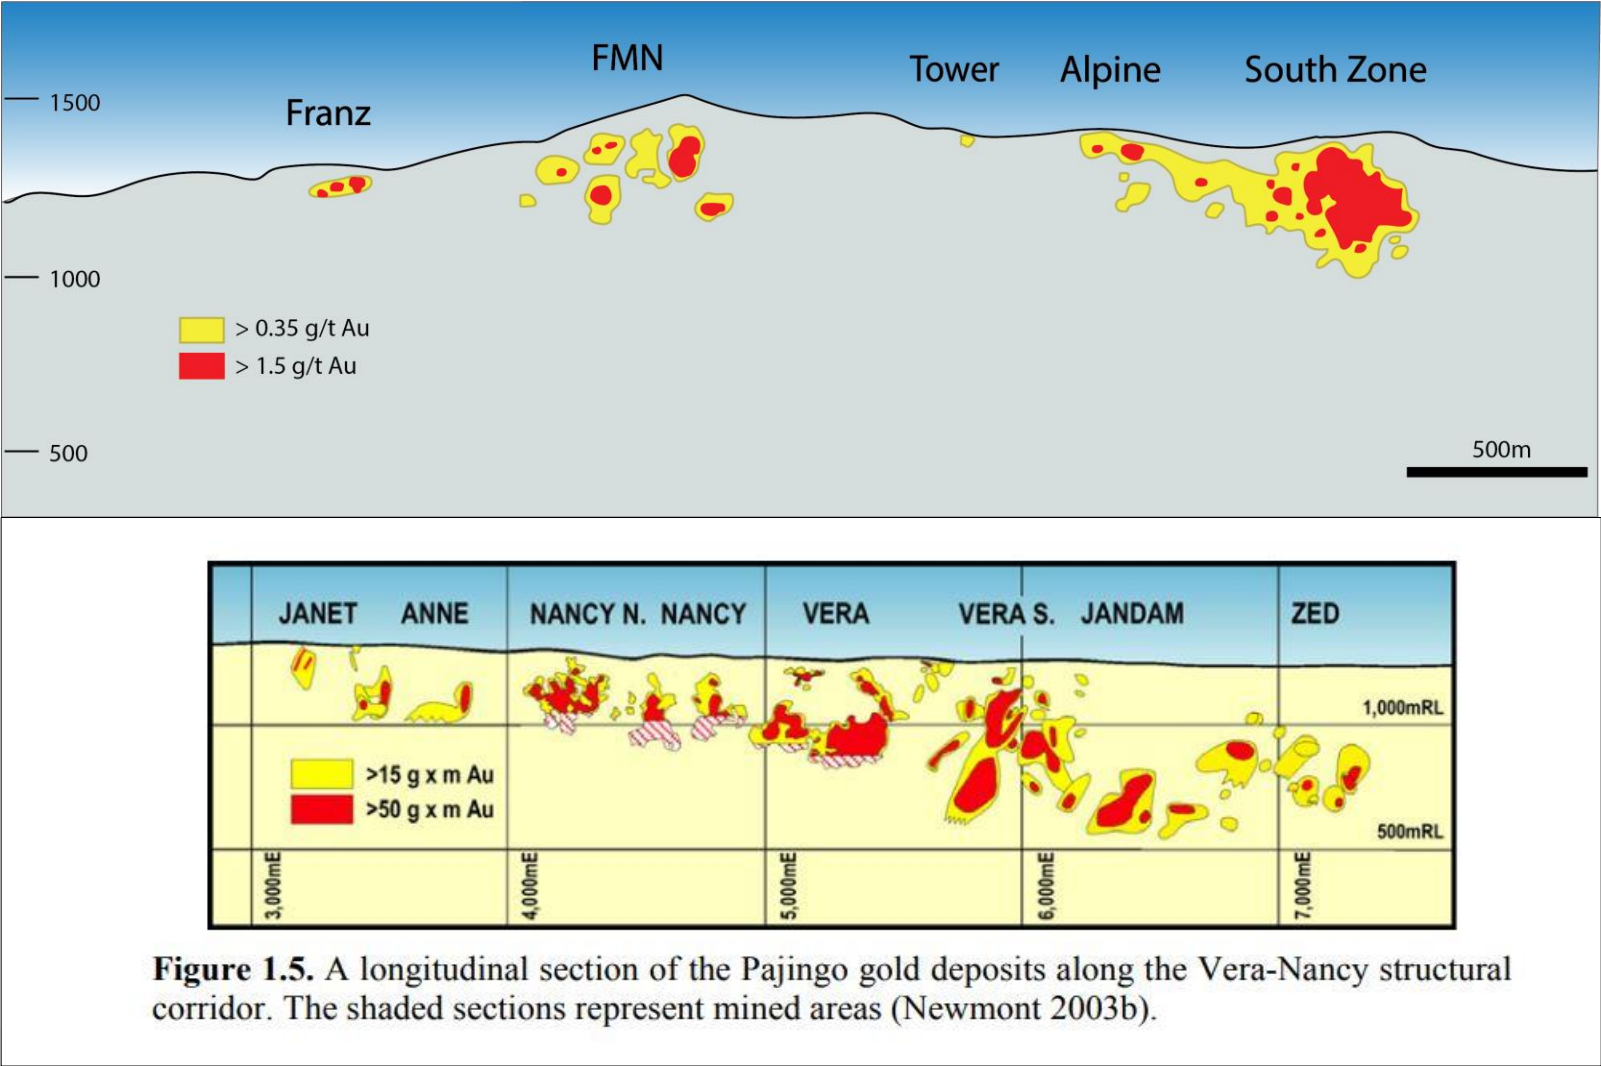 FMN
Tower
Alpine
South Zone
Franz
1500
1000
500
> 0.35 g/t Au
> 1.5 g/t Au
500m
JANET
ANNE
NANCY N.
NANCY
VERA
VERA S.
JANDAM
ZED
1,000mRL
>15 g x m Au
>50 g x m Au
500mRL
3,000mE
4,000mE
5,000mE
6,000mE
7,000mE
Figure 1.5. A longitudinal section of the Pajingo gold deposits along the Vera-Nancy structural
corridor. The shaded sections represent mined areas (Newmont 2003b).